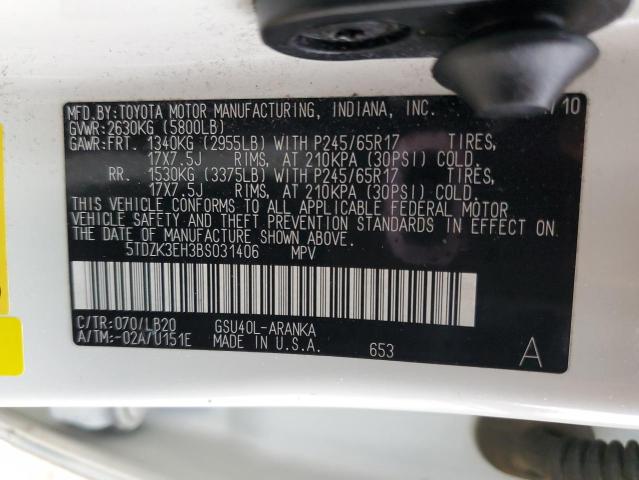 MFD.BY:TOYOTA MOTOR MANUFACTURING, INDIANA, INC. /10
GVWR:2630KG (5800LB)
GAWR:FRT. 1340KG (2955LB) WITH P245/65R17 TIRES,
17X7.5J RIMS, AT 210KPA (30PSI) COLD.
RR. 1530KG (3375LB) WITH P245/65R17 TIRES,
17X7.5J RIMS, AT 210KPA (30PSI) COLD.
THIS VEHICLE CONFORMS TO ALL APPLICABLE FEDERAL MOTOR
VEHICLE SAFETY AND THEFT PREVENTION STANDARDS IN EFFECT ON
THE DATE OF MANUFACTURE SHOWN ABOVE.
5TDZK3EH3BS031406 MPV
C/TR:070/LB20 GSU40L-ARANKA
A/TM:-02A/U151E MADE IN U.S.A. 653 A